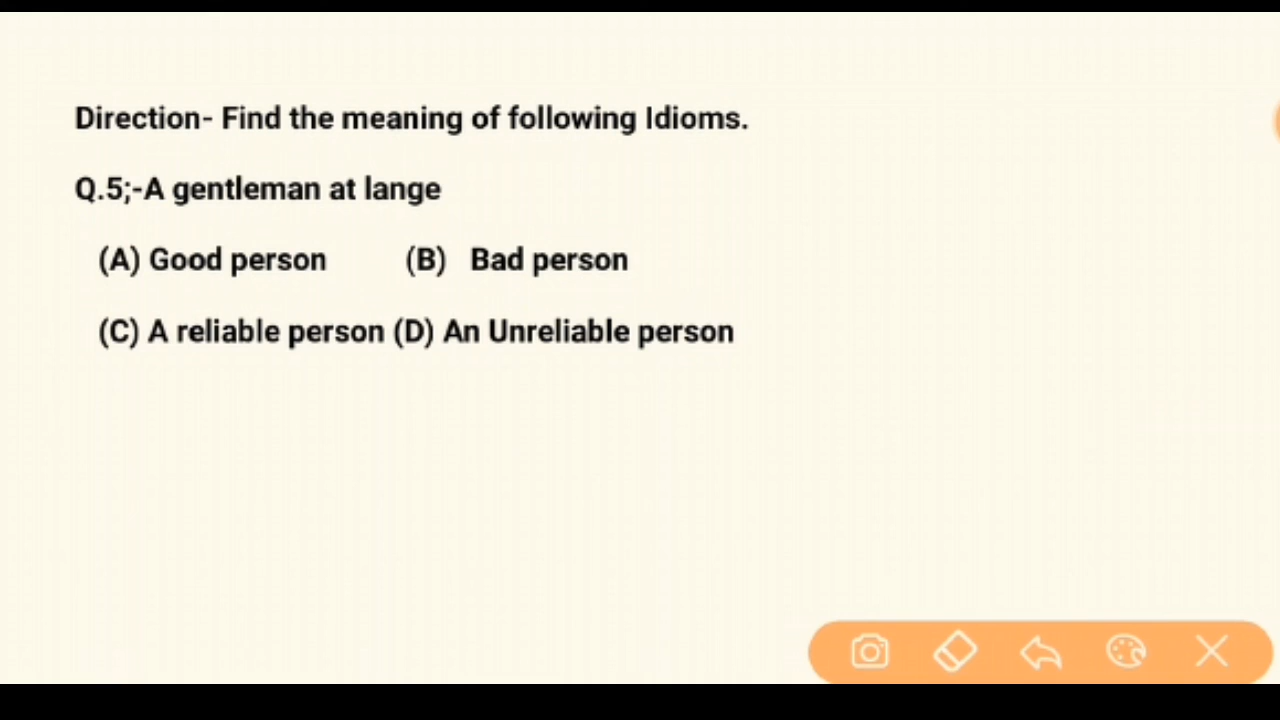 Direction- Find the meaning of following Idioms.
Q.5;-A gentleman at lange
(A) Good person (B) Bad person
(C) A reliable person (D) An Unreliable person